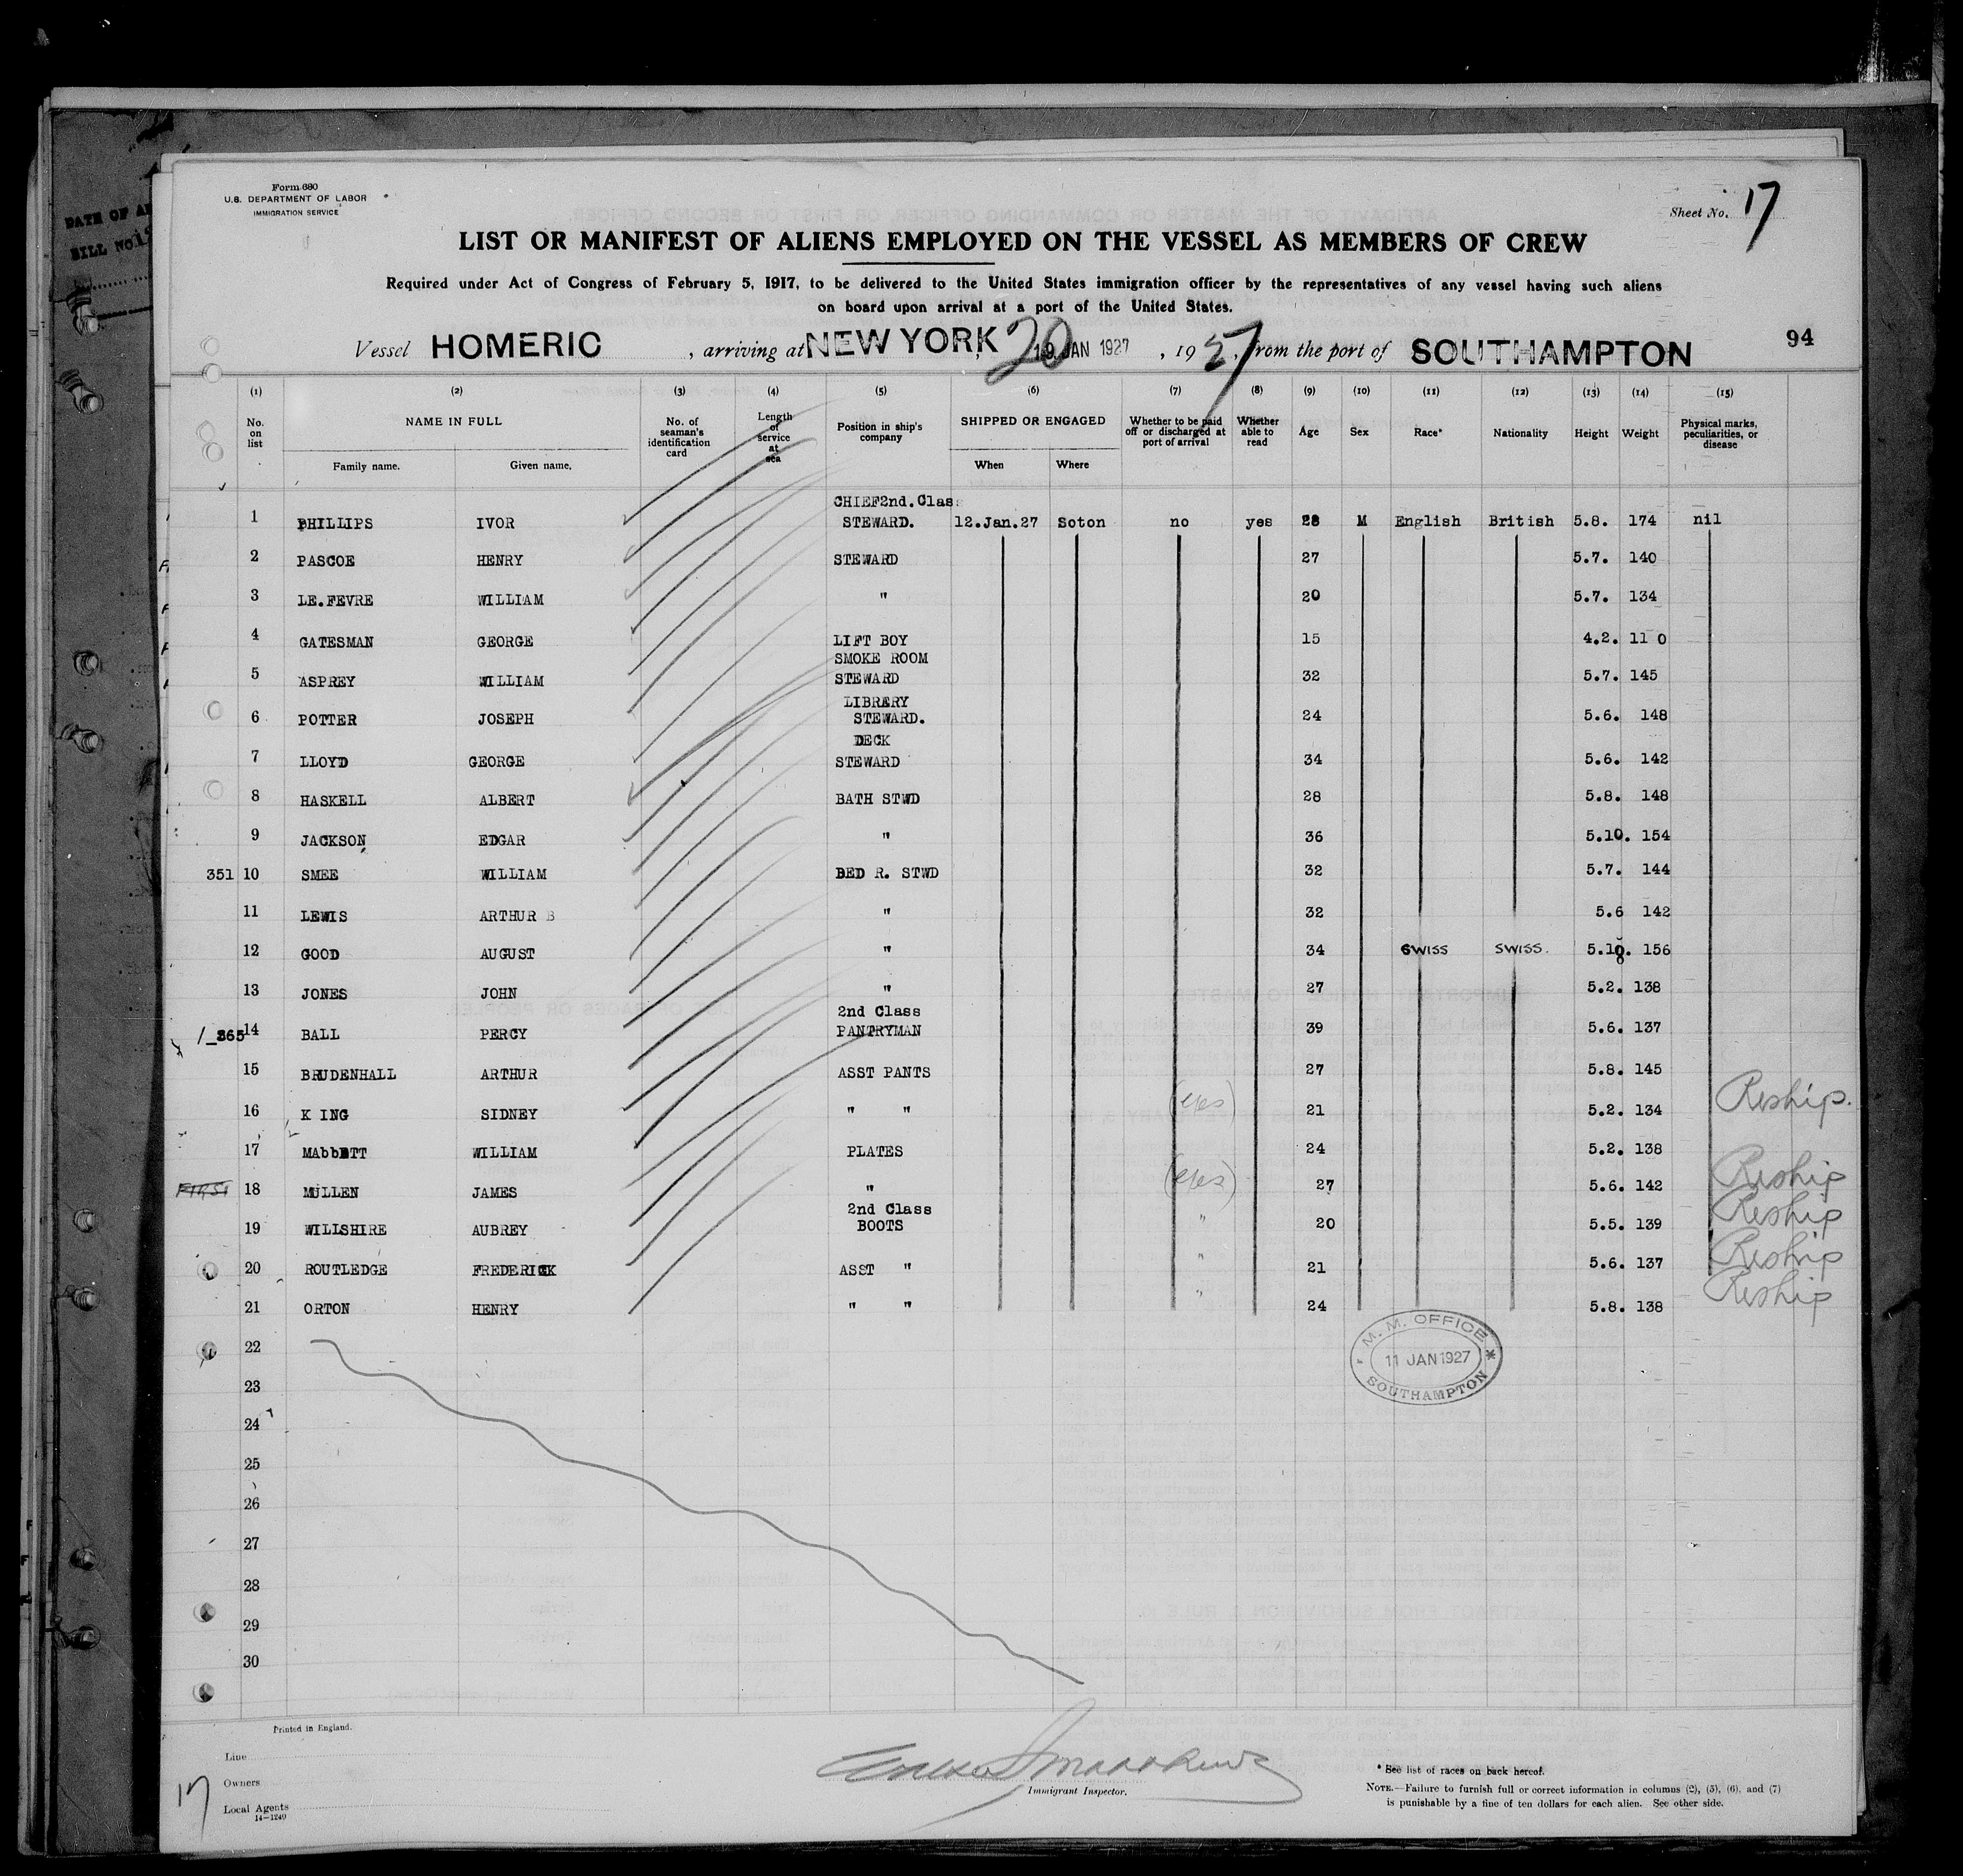 Form 680
U.S. DEPARTMENT OF LABOR
IMMIGRATION SERVICE
Sheet No. 17
LIST OR MANIFEST OF ALIENS EMPLOYED ON THE VESSEL AS MEMBERS OF CREW
Required under Act of Congress of February 5, 1917, to be delivered to the United States immigration officer by the representatives of any vessel having such aliens
on board upon arrival at a port of the United States.
Vessel HOMERIC , arriving at NEW YORK, 20 19 JAN 1927 , 1927, from the port of SOUTHAMPTON 94
(1) (2) (3) (4) (5) (6) (7) (8) (9) (10) (11) (12) (13) (14) (15)
No. on list NAME IN FULL Family name. Given name. No. of seaman's identification card Length of service at sea Position in ship's company SHIPPED OR ENGAGED When Where Whether to be paid off or discharged at port of arrival Whether able to read Age Sex Race* Nationality Height Weight Physical marks, peculiarities, or disease
1 PHILLIPS IVOR CHIEF2nd.Class STEWARD. 12.Jan.27 Soton no yes 28 M English British 5.8. 174 nil
2 PASCOE HENRY STEWARD 27 5.7. 140
3 LE.FEVRE WILLIAM " 20 5.7. 134
4 GATESMAN GEORGE LIFT BOY 15 4.2. 11 0
5 ASPREY WILLIAM SMOKE ROOM STEWARD 32 5.7. 145
6 POTTER JOSEPH LIBRERY STEWARD. 24 5.6. 148
7 LLOYD GEORGE DECK STEWARD 34 5.6. 142
8 HASKELL ALBERT BATH STWD 28 5.8. 148
9 JACKSON EDGAR " 36 5.10. 154
351 10 SMEE WILLIAM BED R. STWD 32 5.7. 144
11 LEWIS ARTHUR B " 32 5.6 142
12 GOOD AUGUST " 34 SWISS SWISS. 5.10. 156
13 JONES JOHN " 27 5.2. 138
/_365 14 BALL PERCY 2nd Class PANTRYMAN 39 5.6. 137
15 BRUDENHALL ARTHUR ASST PANTS 27 5.8. 145
16 K ING SIDNEY " " (yes) 21 5.2. 134 Reship.
17 MAbbETT WILLIAM PLATES 24 5.2. 138
FIRST 18 MULLEN JAMES " (yes) 27 5.6. 142 Reship
19 WILLSHIRE AUBREY 2nd Class BOOTS " 20 5.5. 139 Reship
20 ROUTLEDGE FREDERICK ASST " " 21 5.6. 137 Reship
21 ORTON HENRY " " " 24 5.8. 138 Reship
22
23
24
25
26
27
28
29
30
M. M. OFFICE
11 JAN 1927
SOUTHAMPTON
Printed in England.
Line
Owners
Local Agents
14—1240
17
Immigrant Inspector.
* See list of races on back hereof.
NOTE.—Failure to furnish full or correct information in columns (2), (5), (6), and (7)
is punishable by a fine of ten dollars for each alien. See other side.